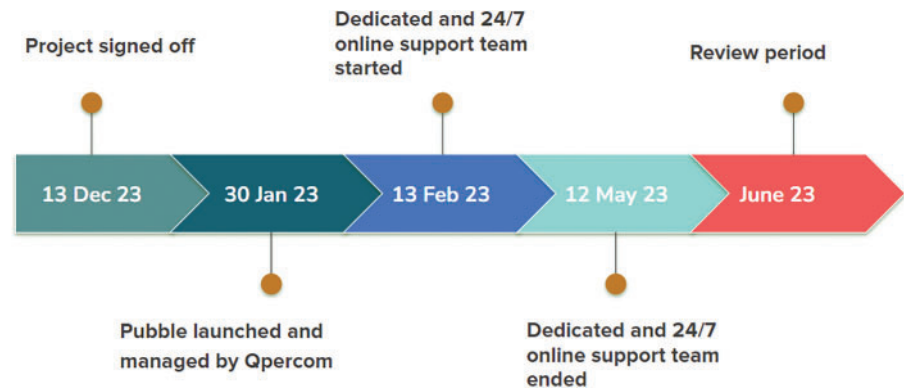 Project signed off
Dedicated and 24/7
online support team
started
Review period
13 Dec 23
30 Jan 23
13 Feb 23
12 May 23
June 23
Pubble launched and
managed by Qpercom
Dedicated and 24/7
online support team
ended